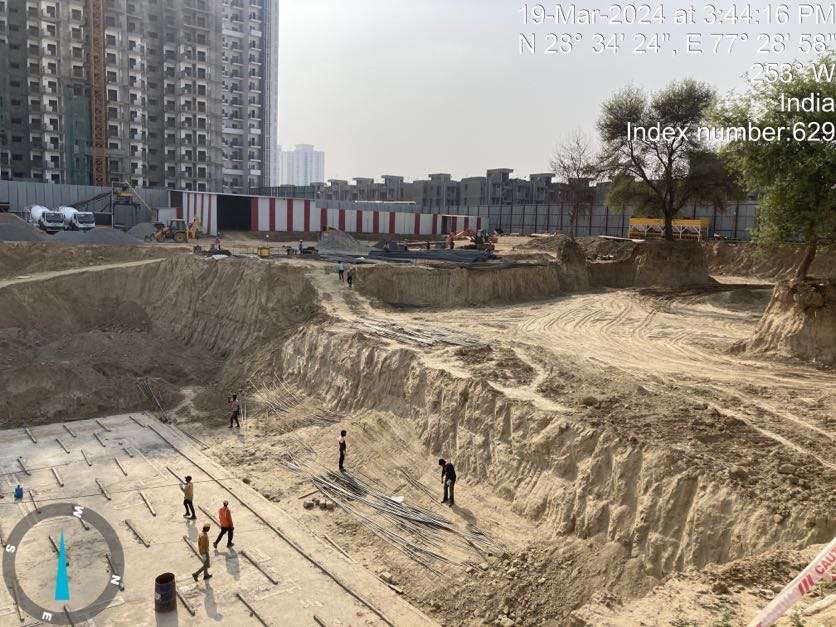 19-Mar-2024 at 3:44:16 PM
N 28° 34' 24", E 77° 28' 58"
253° W
India
Index number:629
W
S
N
E
CAU